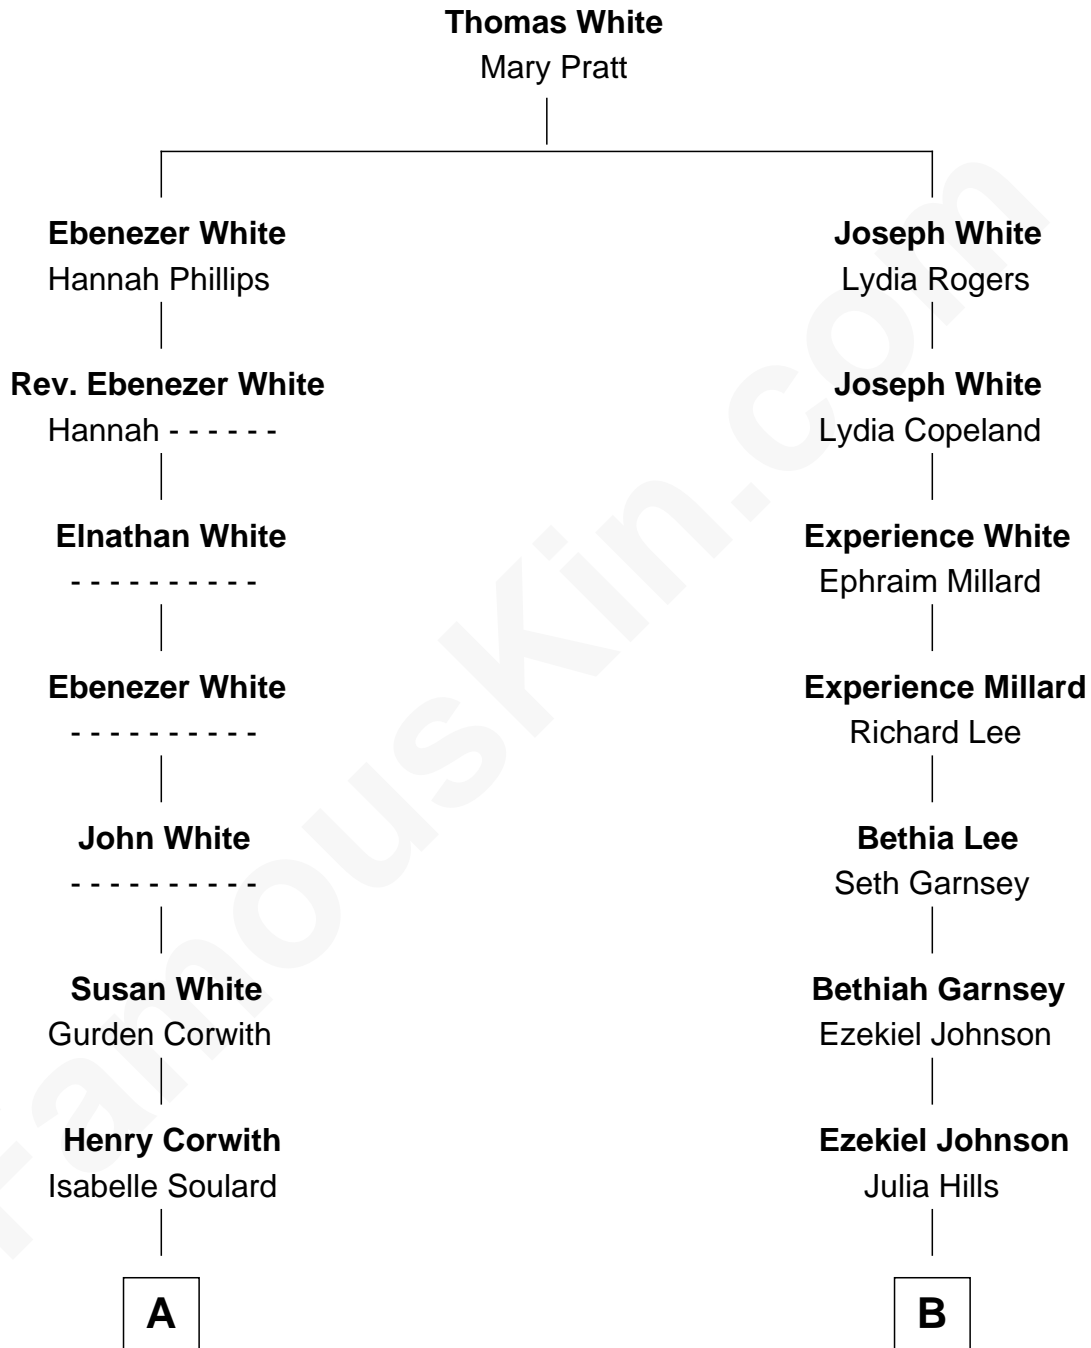 Thomas White
Mary Pratt
Ebenezer White
Hannah Phillips
Joseph White
Lydia Rogers
Rev. Ebenezer White
Hannah - - - - - -
Joseph White
Lydia Copeland
Elnathan White
- - - - - - - - - -
Experience White
Ephraim Millard
Ebenezer White
- - - - - - - - - -
Experience Millard
Richard Lee
John White
- - - - - - - - - -
Bethia Lee
Seth Garnsey
Susan White
Gurden Corwith
Bethiah Garnsey
Ezekiel Johnson
Henry Corwith
Isabelle Soulard
Ezekiel Johnson
Julia Hills
A
B
FamousKin.com